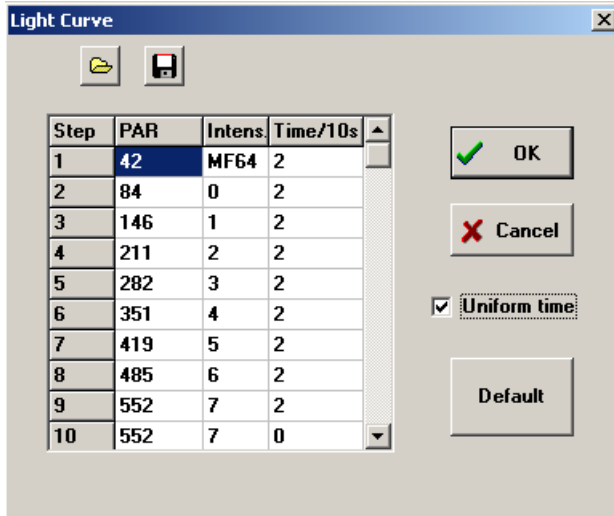 Light Curve
Step PAR Intens. Time/10s
1 42 MF64 2
2 84 0 2
3 146 1 2
4 211 2 2
5 282 3 2
6 351 4 2
7 419 5 2
8 485 6 2
9 552 7 2
10 552 7 0
OK
Cancel
Uniform time
Default